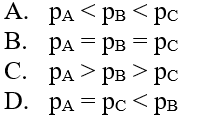 A. pA < pB < pC
B. pA = pB = pC
C. pA > pB > pC
D. pA = pC < pB